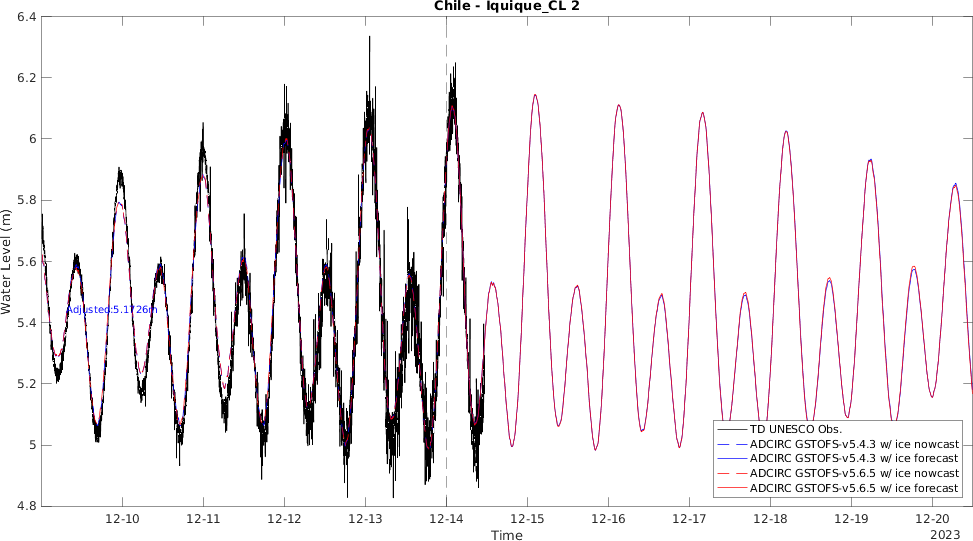 Chile - Iquique_CL 2
6.4
6.2
6
5.8
5.6
5.4
5.2
5
4.8
Water Level (m)
Adjusted:5.1726m
TD UNESCO Obs.
ADCIRC GSTOFS-v5.4.3 w/ ice nowcast
ADCIRC GSTOFS-v5.4.3 w/ ice forecast
ADCIRC GSTOFS-v5.6.5 w/ ice nowcast
ADCIRC GSTOFS-v5.6.5 w/ ice forecast
12-10 12-11 12-12 12-13 12-14 12-15 12-16 12-17 12-18 12-19 12-20
2023
Time